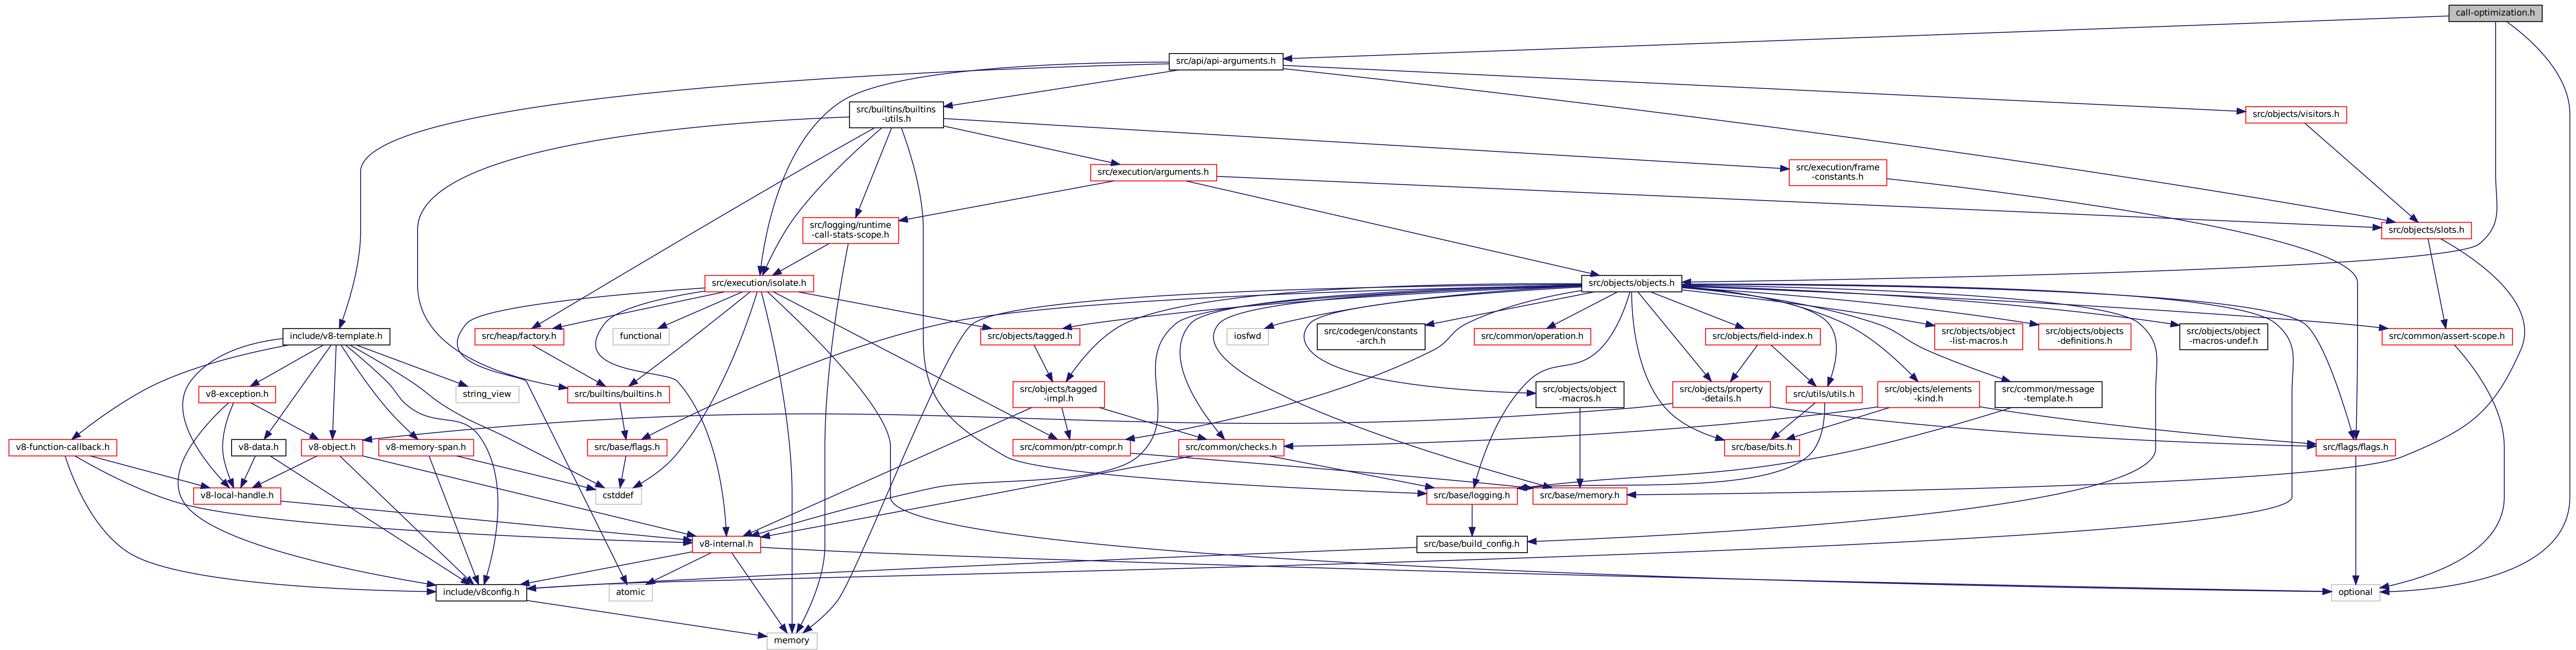 call-optimization.h
src/api/api-arguments.h
src/builtins/builtins
-utils.h
src/objects/visitors.h
src/execution/arguments.h
src/execution/frame
-constants.h
src/logging/runtime
-call-stats-scope.h
src/objects/slots.h
src/execution/isolate.h
src/objects/objects.h
include/v8-template.h
src/heap/factory.h
functional
src/objects/tagged.h
iosfwd
src/codegen/constants
-arch.h
src/common/operation.h
src/objects/field-index.h
src/objects/object
-list-macros.h
src/objects/objects
-definitions.h
src/objects/object
-macros-undef.h
src/common/assert-scope.h
v8-exception.h
string_view
src/builtins/builtins.h
src/objects/tagged
-impl.h
src/objects/object
-macros.h
src/objects/property
-details.h
src/utils/utils.h
src/objects/elements
-kind.h
src/common/message
-template.h
v8-function-callback.h
v8-data.h
v8-object.h
v8-memory-span.h
src/base/flags.h
src/common/ptr-compr.h
src/common/checks.h
src/base/bits.h
src/flags/flags.h
v8-local-handle.h
cstddef
src/base/logging.h
src/base/memory.h
v8-internal.h
src/base/build_config.h
include/v8config.h
atomic
optional
memory